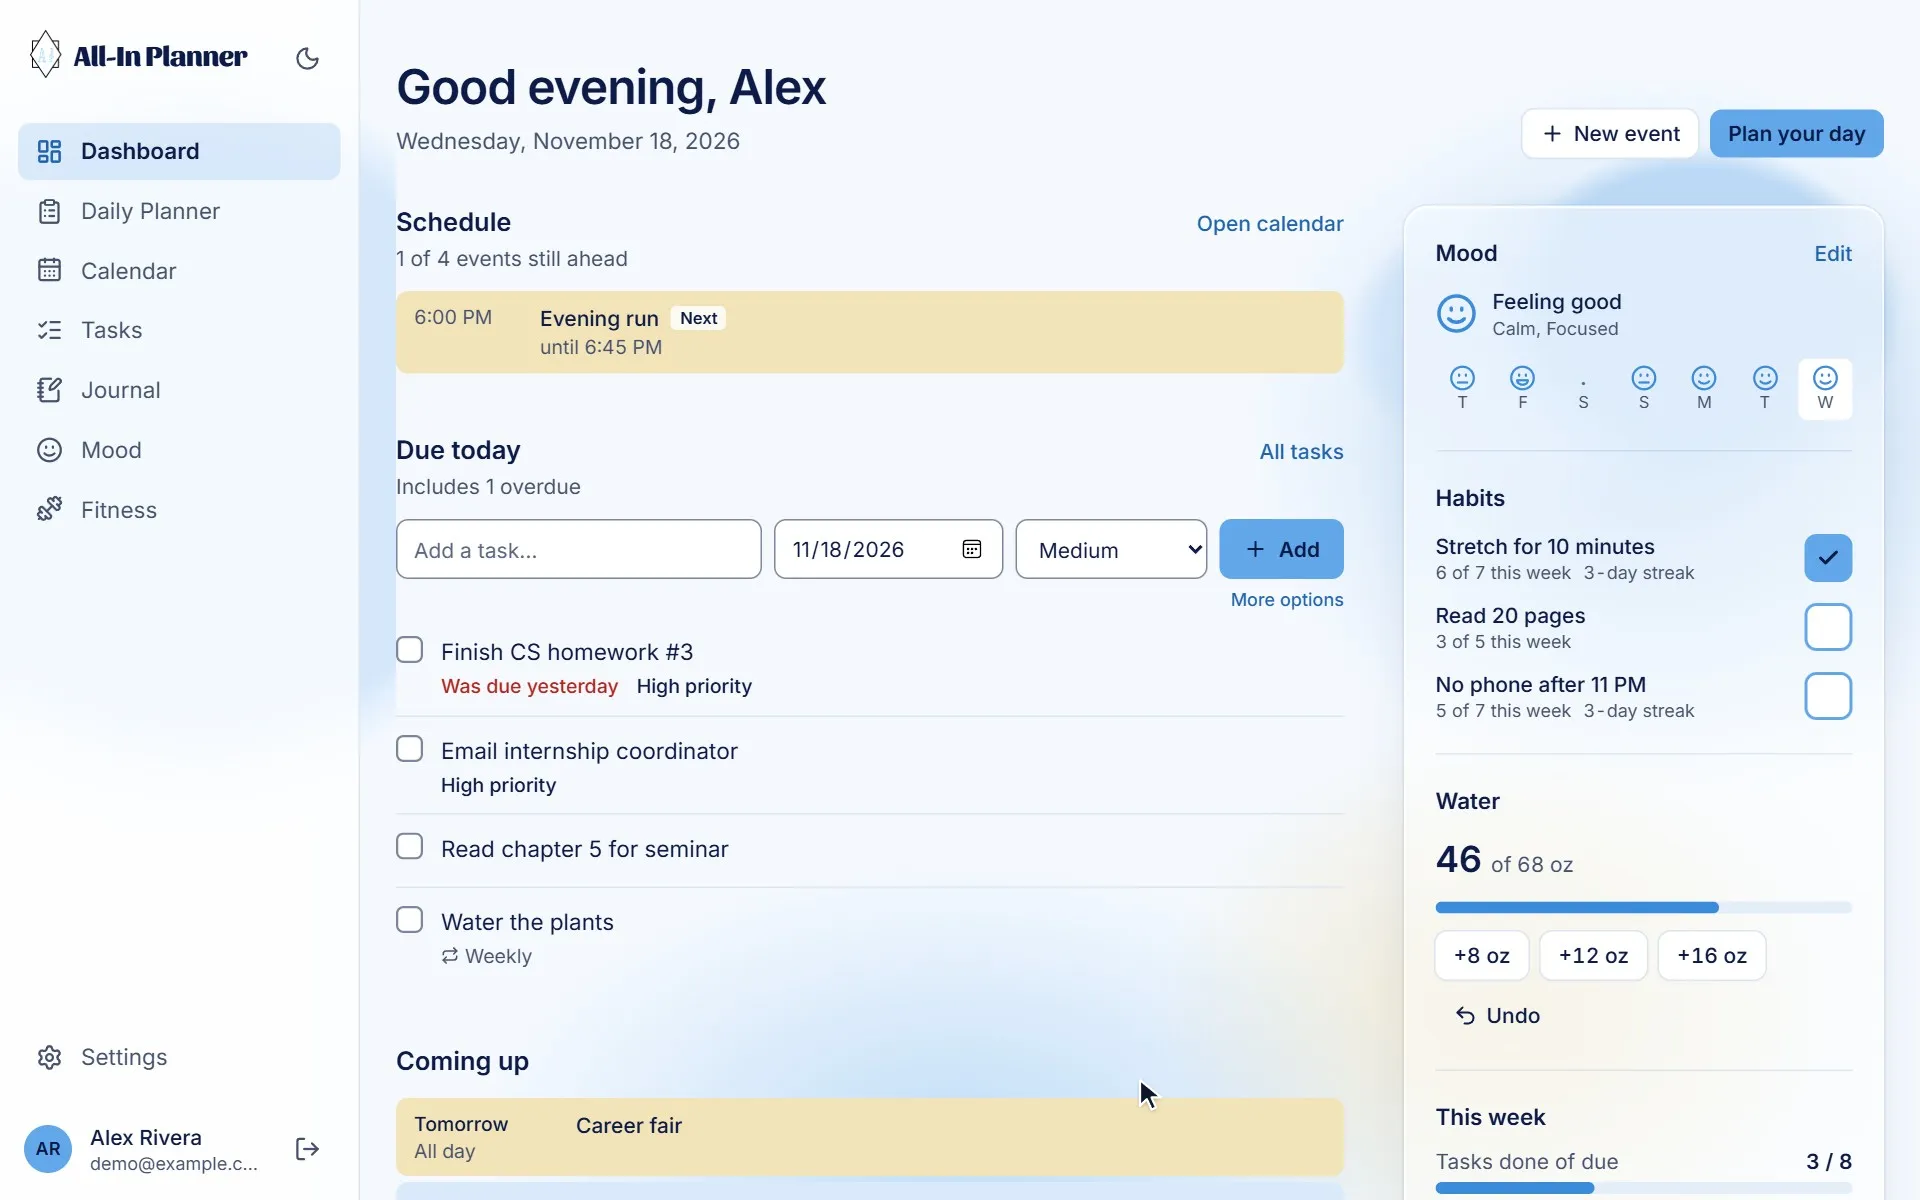 All-In Planner
Dashboard
Daily Planner
Calendar
Tasks
Journal
Mood
Fitness
Settings
AR
Alex Rivera
demo@example.c...
Good evening, Alex
Wednesday, November 18, 2026
+ New event
Plan your day
Schedule
Open calendar
1 of 4 events still ahead
6:00 PM
Evening run Next
until 6:45 PM
Due today
All tasks
Includes 1 overdue
Add a task...
11/18/2026
Medium
+ Add
More options
Finish CS homework #3
Was due yesterday High priority
Email internship coordinator
High priority
Read chapter 5 for seminar
Water the plants
Weekly
Coming up
Tomorrow
Career fair
All day
Mood
Edit
Feeling good
Calm, Focused
T F S S M T W
Habits
Stretch for 10 minutes
6 of 7 this week 3-day streak
Read 20 pages
3 of 5 this week
No phone after 11 PM
5 of 7 this week 3-day streak
Water
46 of 68 oz
+8 oz +12 oz +16 oz
Undo
This week
Tasks done of due 3 / 8